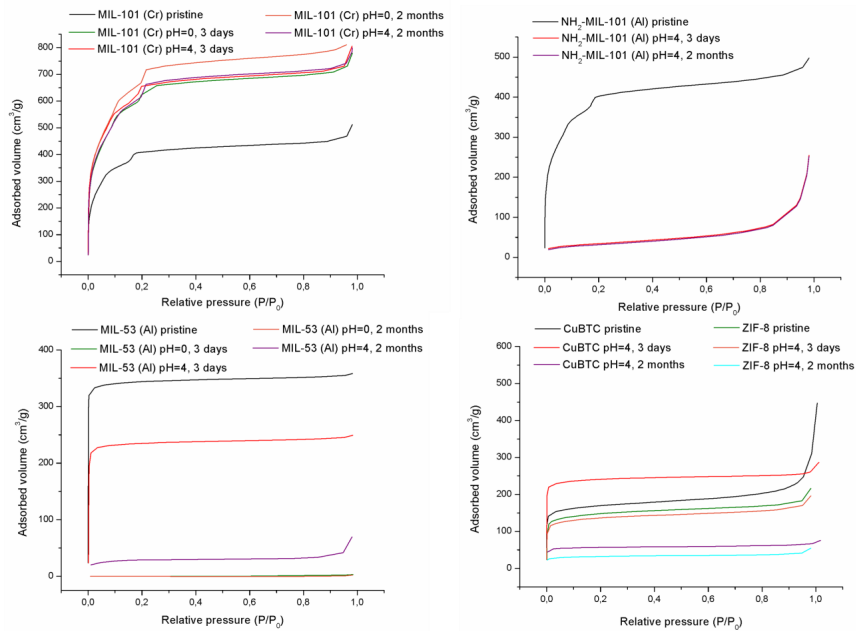 MIL-101 (Cr) pristine
MIL-101 (Cr) pH=0, 2 months
MIL-101 (Cr) pH=0, 3 days
MIL-101 (Cr) pH=4, 2 months
MIL-101 (Cr) pH=4, 3 days
Adsorbed volume (cm³/g)
800
700
600
500
400
300
200
100
0
0,0 0,2 0,4 0,6 0,8 1,0
Relative pressure (P/P₀)
NH₂-MIL-101 (Al) pristine
NH₂-MIL-101 (Al) pH=4, 3 days
NH₂-MIL-101 (Al) pH=4, 2 months
Adsorbed volume (cm³/g)
500
400
300
200
100
50
0
0,0 0,2 0,4 0,6 0,8 1,0
Relative pressure (P/P₀)
MIL-53 (Al) pristine
MIL-53 (Al) pH=0, 2 months
MIL-53 (Al) pH=0, 3 days
MIL-53 (Al) pH=4, 2 months
MIL-53 (Al) pH=4, 3 days
Adsorbed volume (cm³/g)
350
300
250
50
0
0,0 0,2 0,4 0,6 0,8 1,0
Relative pressure (P/P₀)
CuBTC pristine
ZIF-8 pristine
CuBTC pH=4, 3 days
ZIF-8 pH=4, 3 days
CuBTC pH=4, 2 months
ZIF-8 pH=4, 2 months
Adsorbed volume (cm³/g)
600
500
400
300
200
100
50
0
0,0 0,2 0,4 0,6 0,8 1,0
Relative pressure (P/P₀)